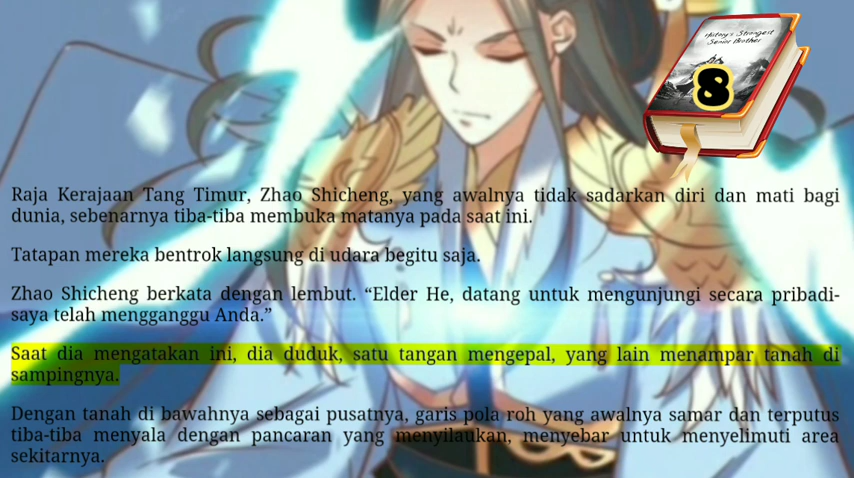 History's Strongest
Senior Brother
8
Raja Kerajaan Tang Timur, Zhao Shicheng, yang awalnya tidak sadarkan diri dan mati bagi
dunia, sebenarnya tiba-tiba membuka matanya pada saat ini.
Tatapan mereka bentrok langsung di udara begitu saja.
Zhao Shicheng berkata dengan lembut. “Elder He, datang untuk mengunjungi secara pribadi-
saya telah mengganggu Anda.”
Saat dia mengatakan ini, dia duduk, satu tangan mengepal, yang lain menampar tanah di
sampingnya.
Dengan tanah di bawahnya sebagai pusatnya, garis pola roh yang awalnya samar dan terputus
tiba-tiba menyala dengan pancaran yang menyilaukan, menyebar untuk menyelimuti area
sekitarnya.